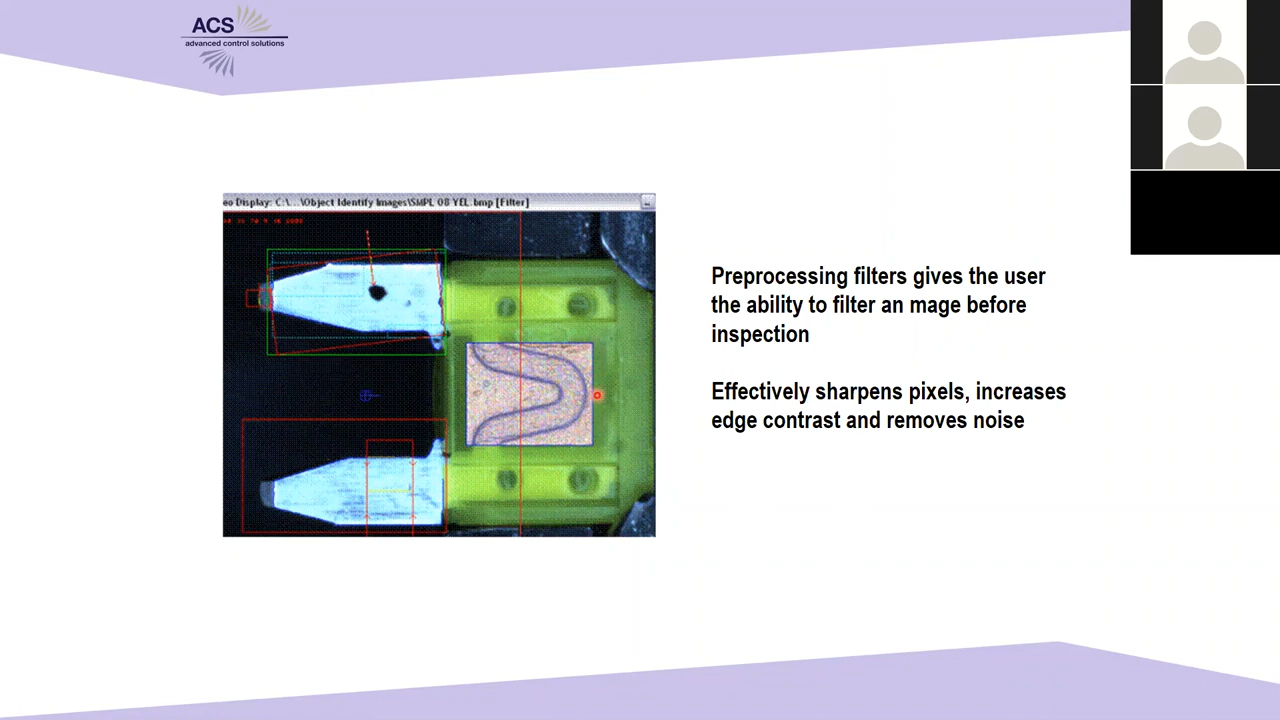 ACS
advanced control solutions
eo Display: C:\...\Object Identify Images\SMPL 08 YEL.bmp [Filter]
Preprocessing filters gives the user
the ability to filter an mage before
inspection
Effectively sharpens pixels, increases
edge contrast and removes noise